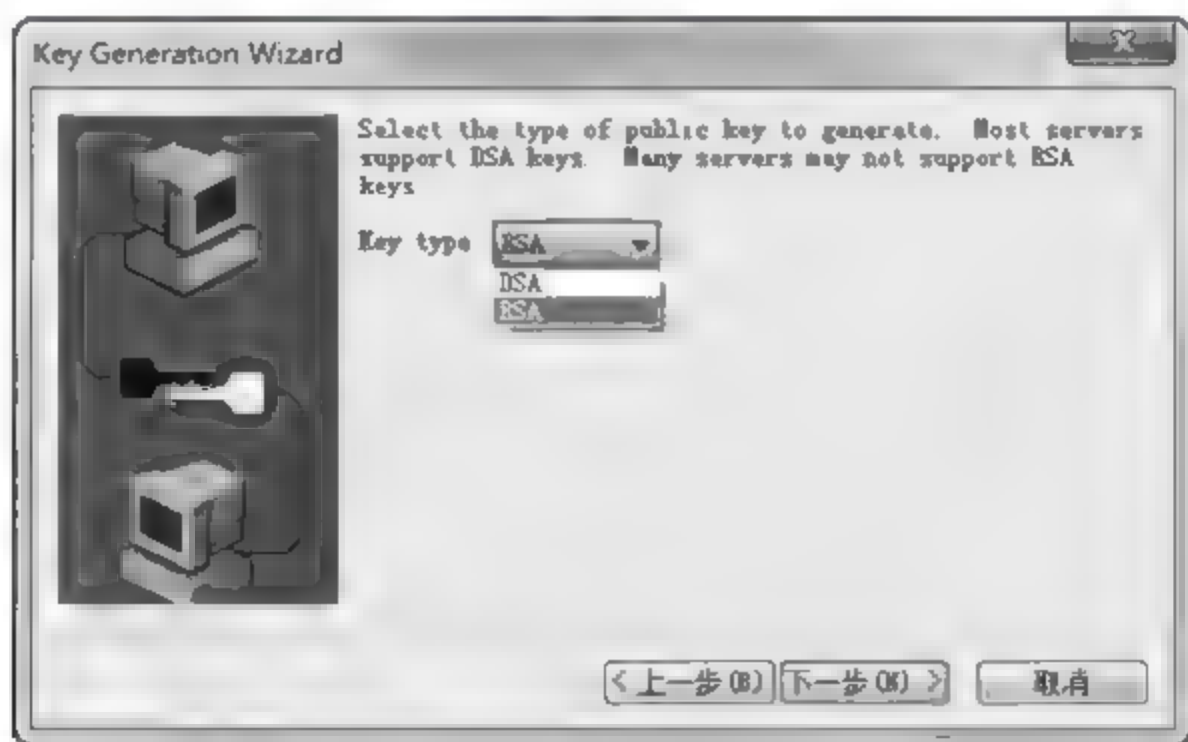 Key Generation Wizard
Select the type of public key to generate. Most servers
support DSA keys. Many servers may not support RSA
keys
Key type RSA
DSA
RSA
< 上一步(B) 下一步(N) > 取消